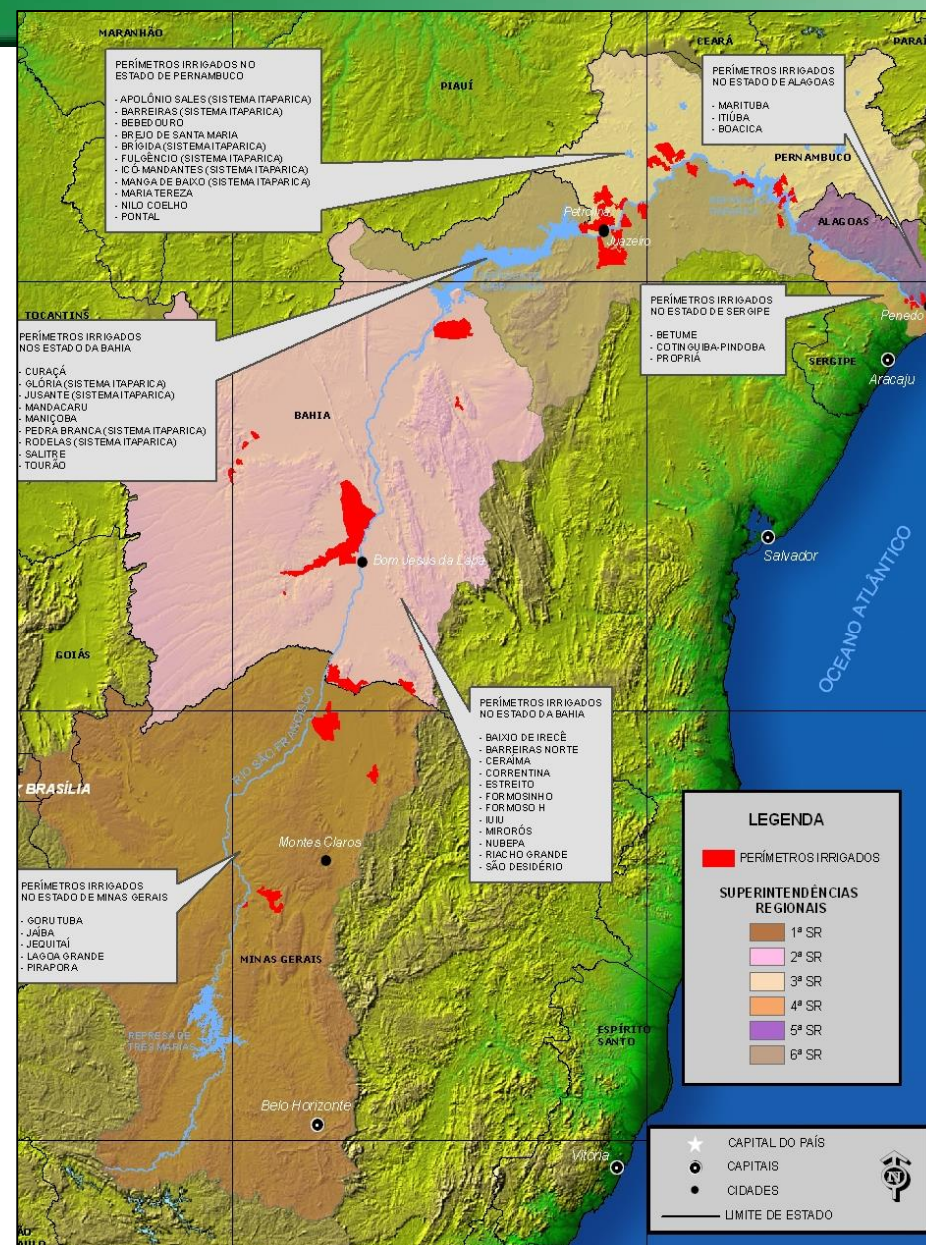 MARANHÃO
CEARÁ
PIAUÍ
PERÍMETROS IRRIGADOS NO
ESTADO DE PERNAMBUCO
- APOLÔNIO SALES (SISTEMA ITAPARICA)
- BARREIRAS (SISTEMA ITAPARICA)
- BEBEDOURO
- BREJO DE SANTA MARIA
- BRÍGIDA (SISTEMA ITAPARICA)
- FULGÊNCIO (SISTEMA ITAPARICA)
- ICÓ-MANDANTES (SISTEMA ITAPARICA)
- MANGA DE BAIXO (SISTEMA ITAPARICA)
- MARIA TEREZA
- NILO COELHO
- PONTAL
PERÍMETROS IRRIGADOS
NO ESTADO DE ALAGOAS
- MARITUBA
- ITIÚBA
- BOACICA
PERNAMBUCO
ALAGOAS
Petrolina
Juazeiro
TOCANTINS
PERÍMETROS IRRIGADOS
NO ESTADO DE SERGIPE
- BETUME
- COTINGUIBA-PINDOBA
- PROPRIÁ
Penedo
SERGIPE
Aracaju
PERÍMETROS IRRIGADOS
NOS ESTADO DA BAHIA
- CURAÇÁ
- GLÓRIA (SISTEMA ITAPARICA)
- JUSANTE (SISTEMA ITAPARICA)
- MANDACARU
- MANIÇOBA
- PEDRA BRANCA (SISTEMA ITAPARICA)
- RODELAS (SISTEMA ITAPARICA)
- SALITRE
- TOURÃO
BAHIA
Bom Jesus da Lapa
Salvador
OCEANO ATLÂNTICO
GOIÁS
RIO SÃO FRANCISCO
PERÍMETROS IRRIGADOS
NO ESTADO DA BAHIA
- BAIXIO DE IRECÊ
- BARREIRAS NORTE
- CERAÍMA
- CORRENTINA
- ESTREITO
- FORMOSINHO
- FORMOSO H
- IUIU
- MIRORÓS
- NUBEPA
- RIACHO GRANDE
- SÃO DESIDÉRIO
BRASÍLIA
Montes Claros
PERÍMETROS IRRIGADOS
NO ESTADO DE MINAS GERAIS
- GORUTUBA
- JAÍBA
- JEQUITAÍ
- LAGOA GRANDE
- PIRAPORA
MINAS GERAIS
REPRESA DE
TRÊS MARIAS
ESPÍRITO
SANTO
Belo Horizonte
Vitória
LEGENDA
PERÍMETROS IRRIGADOS
SUPERINTENDÊNCIAS
REGIONAIS
1ª SR
2ª SR
3ª SR
4ª SR
5ª SR
6ª SR
CAPITAL DO PAÍS
CAPITAIS
CIDADES
LIMITE DE ESTADO
N